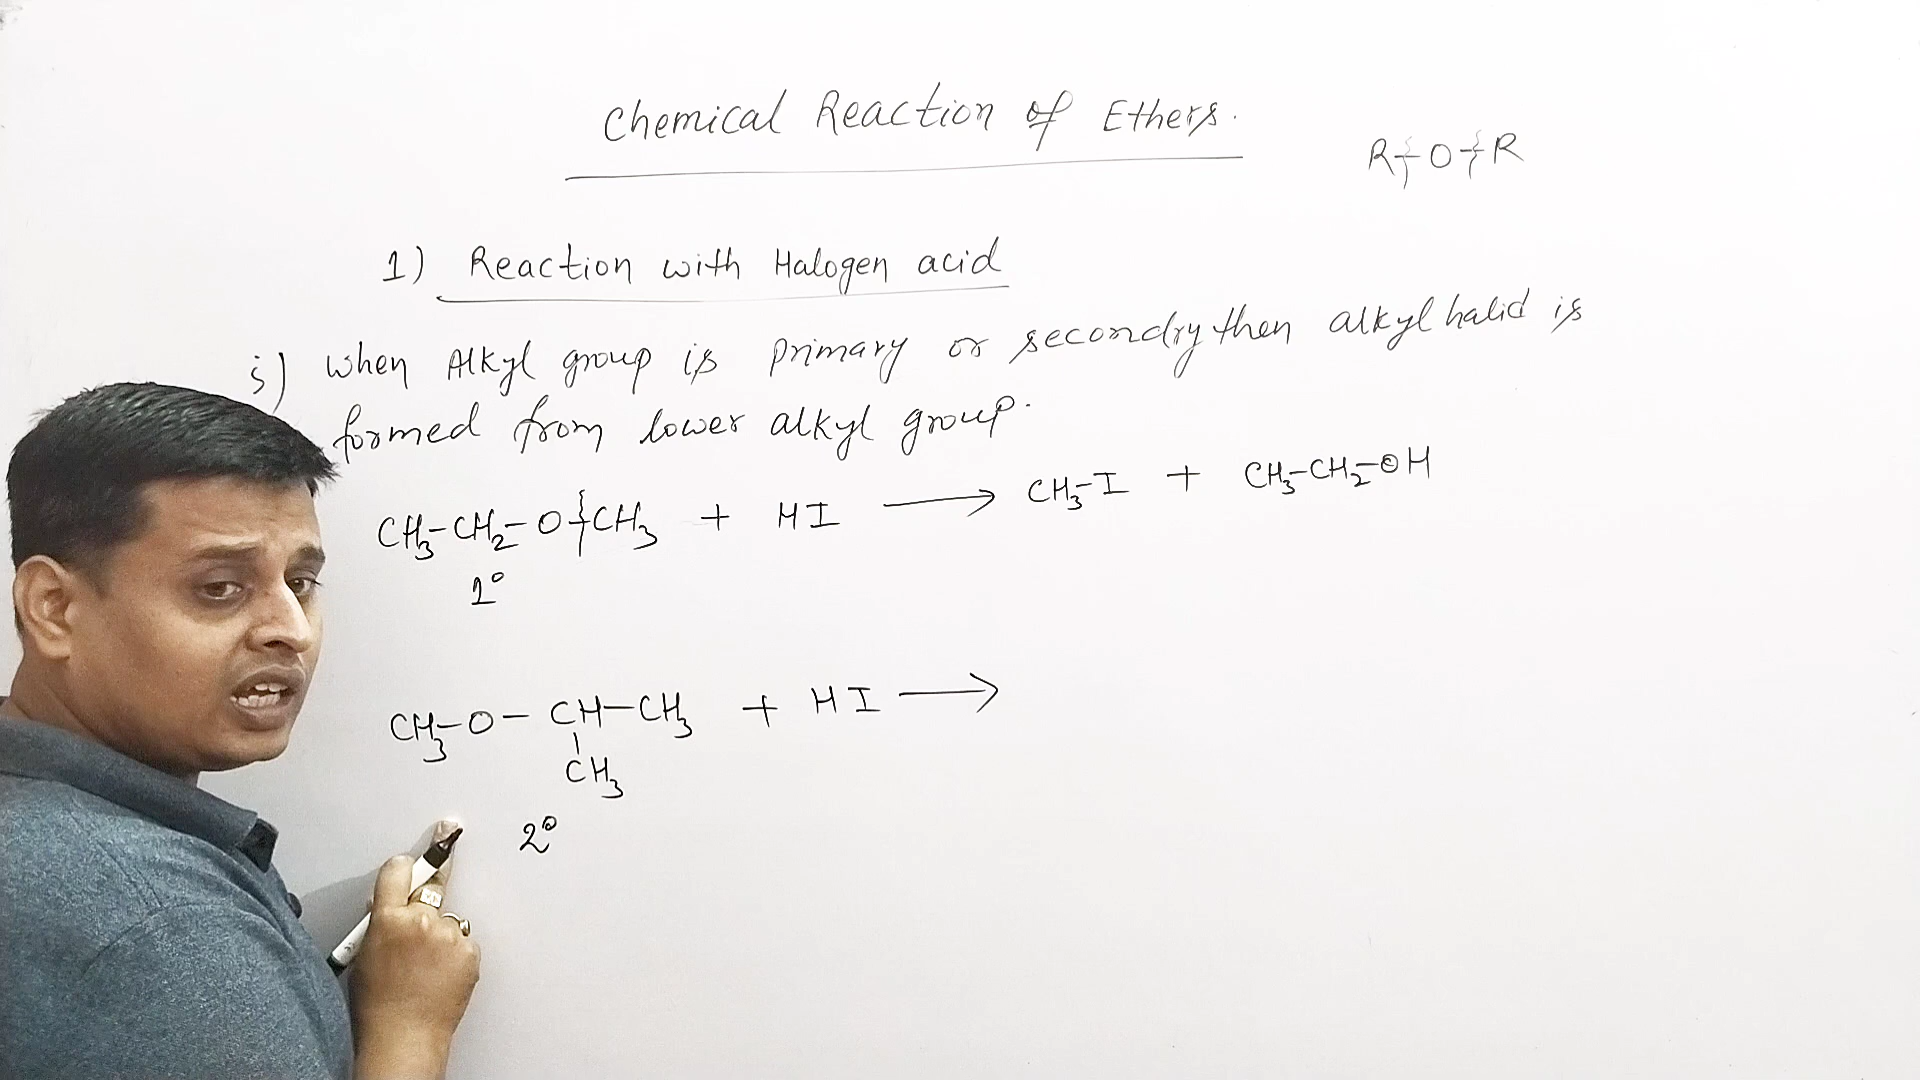 Chemical Reaction of Ethers.
R-O-R
1) Reaction with Halogen acid
i) when Alkyl group is primary or secondry then alkyl halid is
formed from lower alkyl group.
CH3-CH2-O-CH3 + HI ⟶ CH3-I + CH3-CH2-OH
1°
CH3-O-CH-CH3 + HI ⟶
CH3
2°